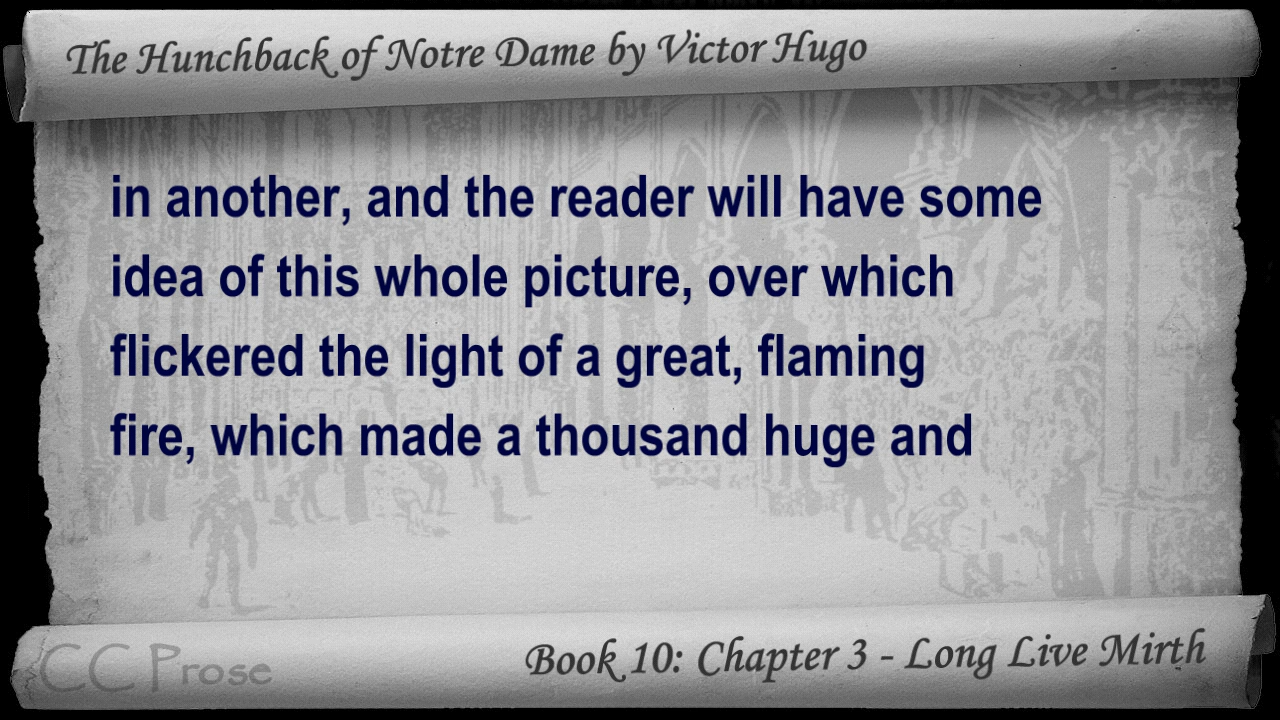 The Hunchback of Notre Dame by Victor Hugo
in another, and the reader will have some
idea of this whole picture, over which
flickered the light of a great, flaming
fire, which made a thousand huge and
CC Prose
Book 10: Chapter 3 - Long Live Mirth